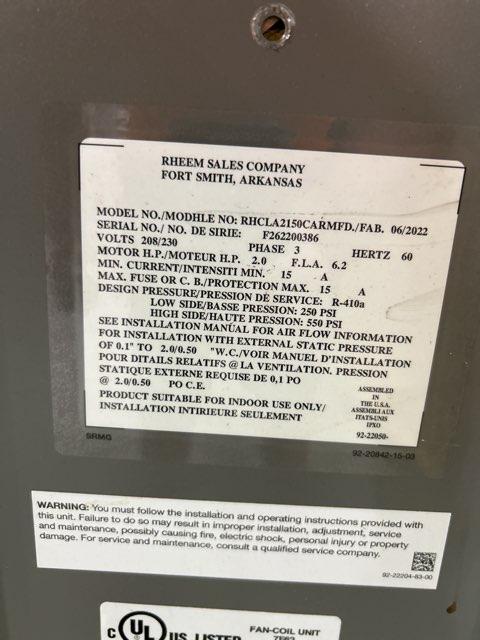 RHEEM SALES COMPANY
FORT SMITH, ARKANSAS
MODEL NO./MODHLE NO: RHCLA2150CARMFD./FAB. 06/2022
SERIAL NO./ NO. DE SIRIE: F262200386
VOLTS 208/230 PHASE 3 HERTZ 60
MOTOR H.P./MOTEUR H.P. 2.0 F.L.A. 6.2
MIN. CURRENT/INTENSITI MIN. 15 A
MAX. FUSE OR C. B./PROTECTION MAX. 15 A
DESIGN PRESSURE/PRESSION DE SERVICE: R-410a
LOW SIDE/BASSE PRESSION: 250 PSI
HIGH SIDE/HAUTE PRESSION: 550 PSI
SEE INSTALLATION MANUAL FOR AIR FLOW INFORMATION
FOR INSTALLATION WITH EXTERNAL STATIC PRESSURE
OF 0.1" TO 2.0/0.50 "W.C./VOIR MANUEL D'INSTALLATION
POUR DITAILS RELATIFS @ LA VENTILATION. PRESSION
STATIQUE EXTERNE REQUISE DE 0,1 PO
@ 2.0/0.50 PO C.E.
PRODUCT SUITABLE FOR INDOOR USE ONLY/
INSTALLATION INTIRIEURE SEULEMENT
ASSEMBLED
IN
THE U.S.A.
ASSEMBLI AUX
ITATS-UNIS
IPXO
92-22050-
SRMG
92-20842-15-03
WARNING: You must follow the installation and operating instructions provided with
this unit. Failure to do so may result in improper installation, adjustment, service
and maintenance, possibly causing fire, electric shock, personal injury or property
damage. For service and maintenance, consult a qualified service company.
92-22204-83-00
C UL US LISTED
FAN-COIL UNIT